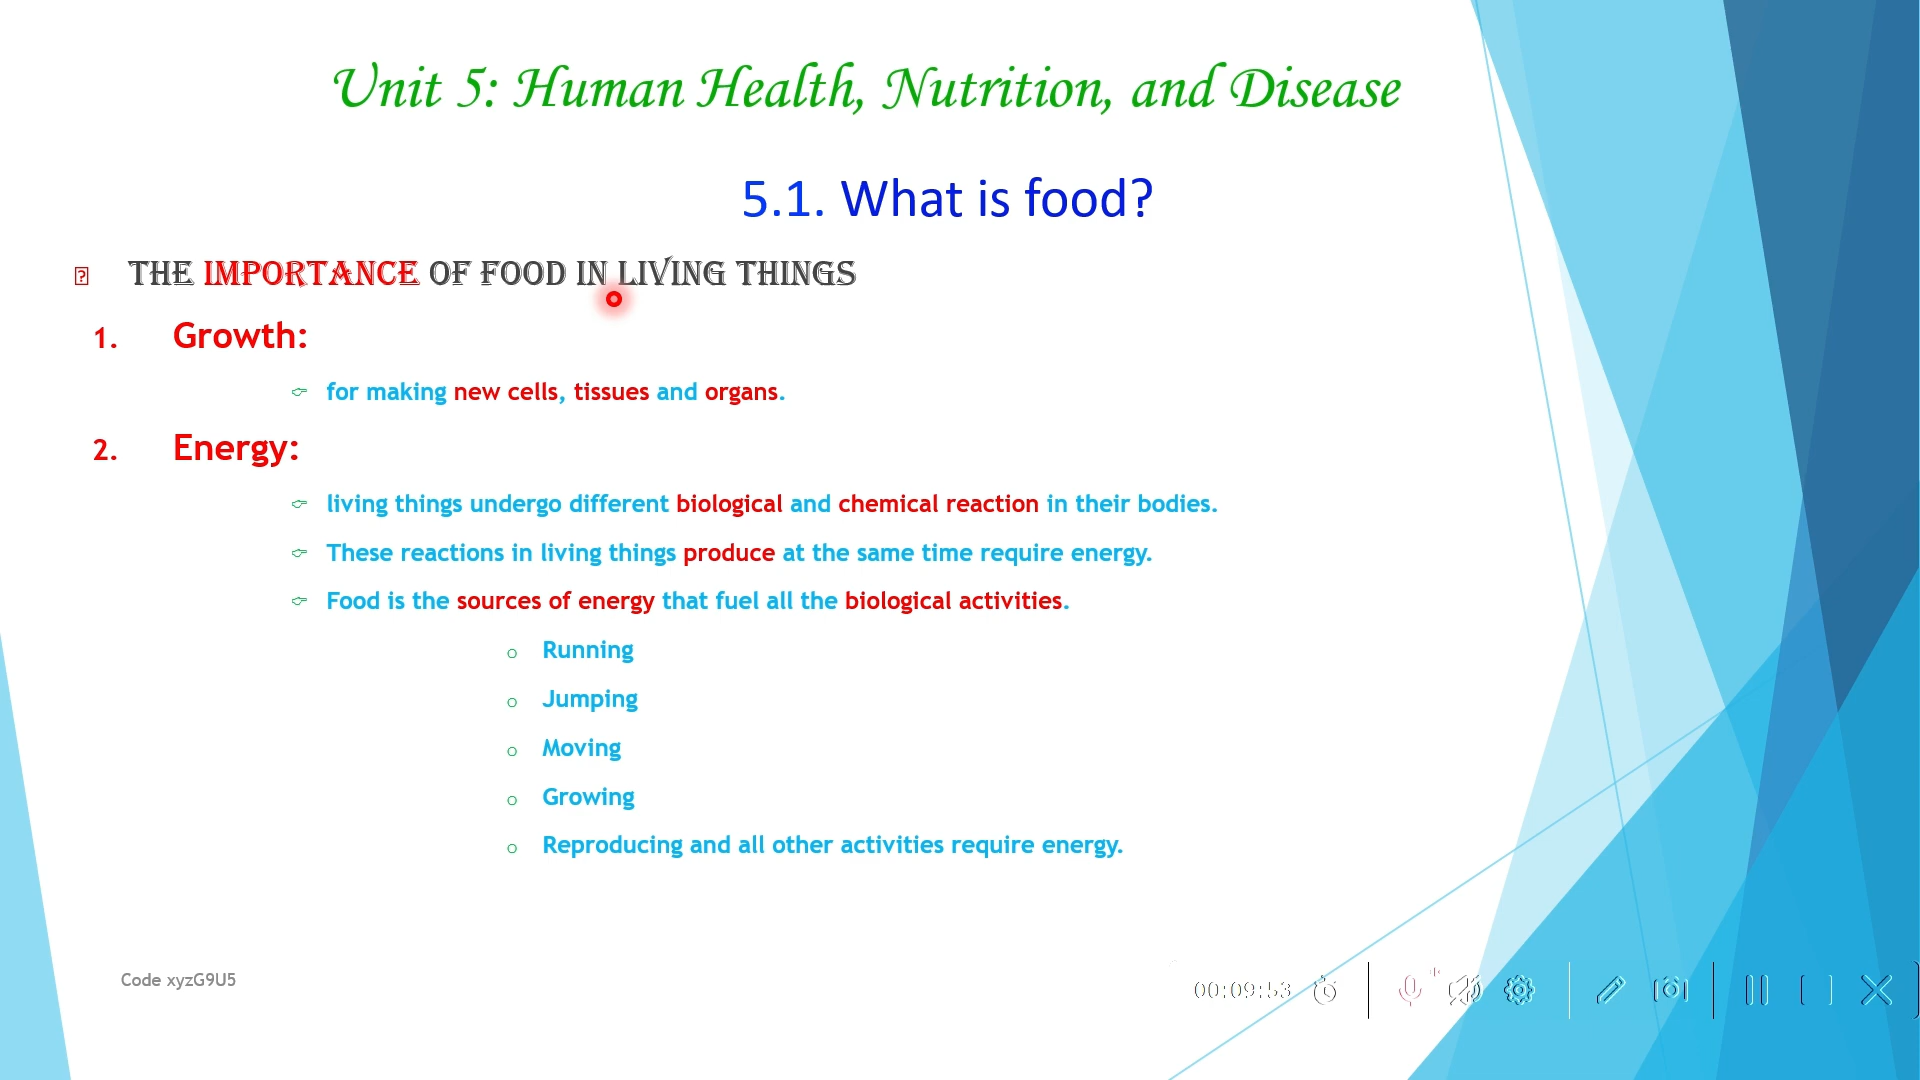 Unit 5: Human Health, Nutrition, and Disease
5.1. What is food?
THE IMPORTANCE OF FOOD IN LIVING THINGS
1. Growth:
for making new cells, tissues and organs.
2. Energy:
living things undergo different biological and chemical reaction in their bodies.
These reactions in living things produce at the same time require energy.
Food is the sources of energy that fuel all the biological activities.
o Running
o Jumping
o Moving
o Growing
o Reproducing and all other activities require energy.
Code xyzG9U5
00:09:53